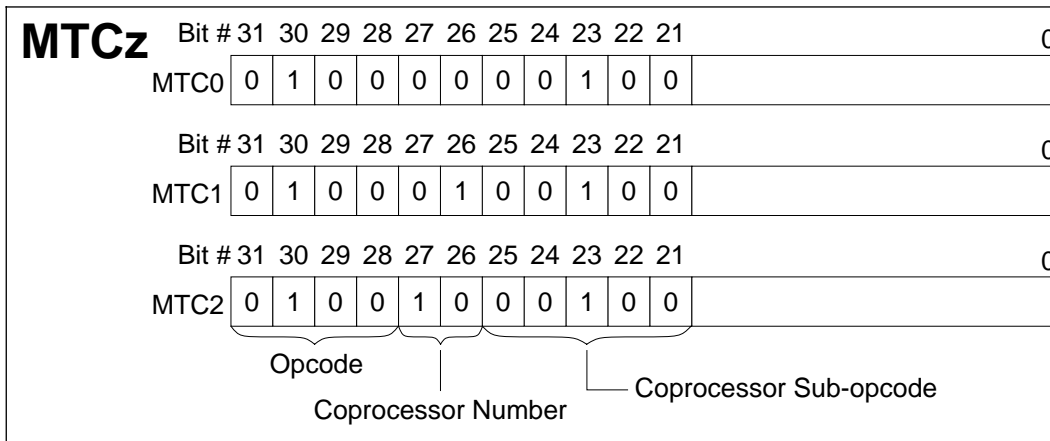 MTCz
Bit # 31 30 29 28 27 26 25 24 23 22 21 0
MTC0 0 1 0 0 0 0 0 0 1 0 0
Bit # 31 30 29 28 27 26 25 24 23 22 21 0
MTC1 0 1 0 0 0 1 0 0 1 0 0
Bit # 31 30 29 28 27 26 25 24 23 22 21 0
MTC2 0 1 0 0 1 0 0 0 1 0 0
Opcode
Coprocessor Sub-opcode
Coprocessor Number